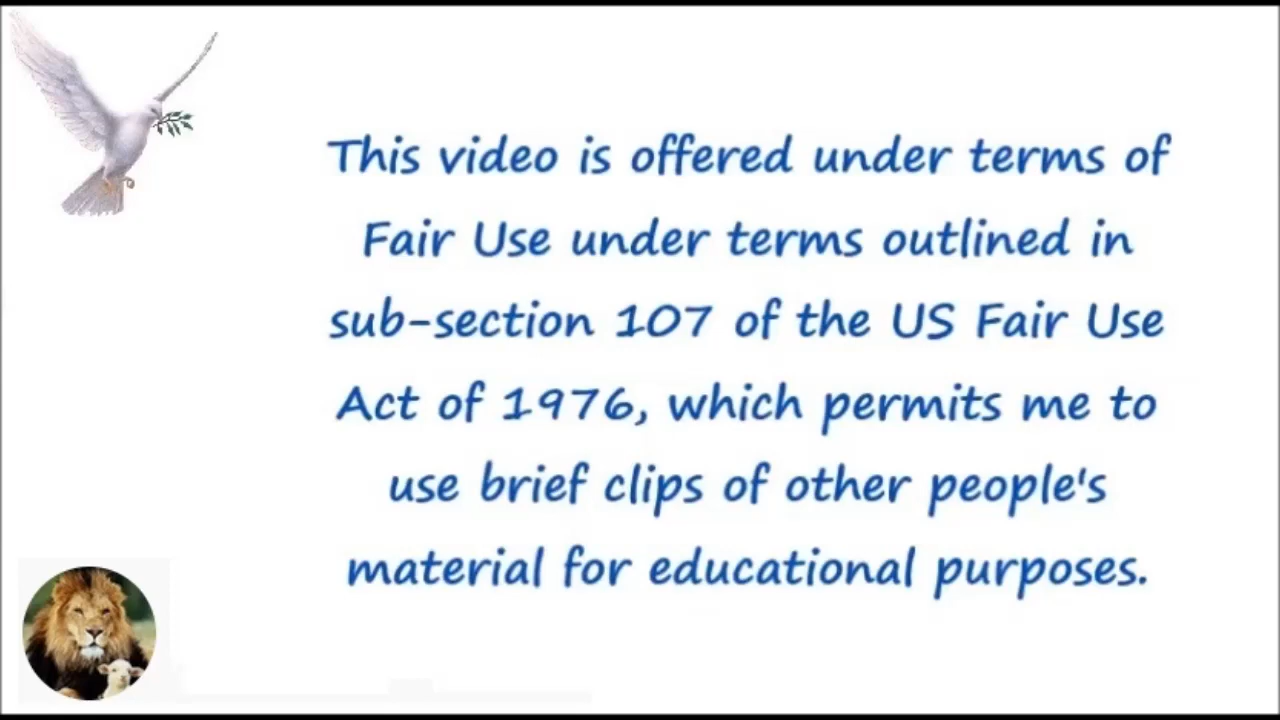 This video is offered under terms of
Fair Use under terms outlined in
sub-section 107 of the US Fair Use
Act of 1976, which permits me to
use brief clips of other people's
material for educational purposes.